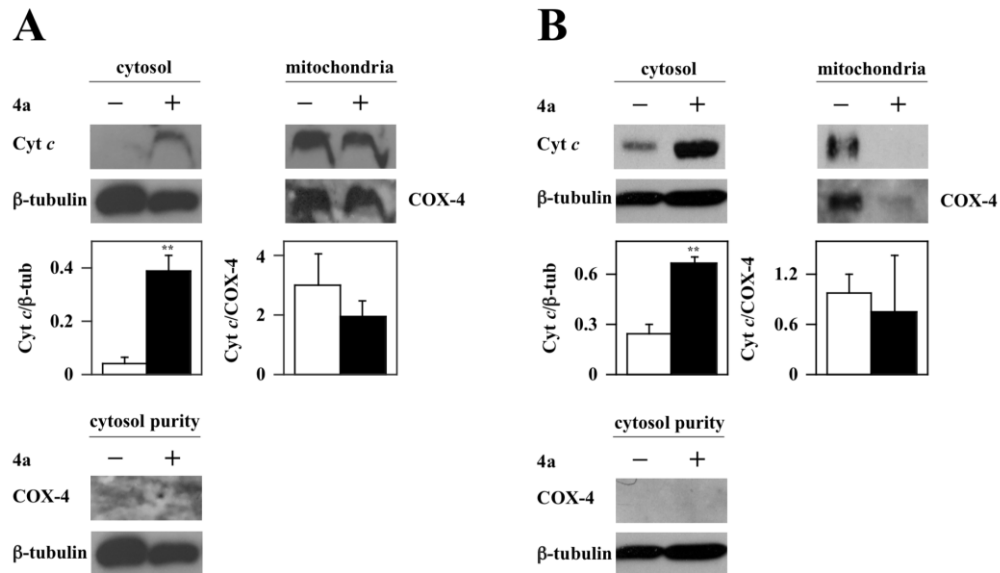 A
cytosol
mitochondria
4a − + − +
Cyt c
β-tubulin
COX-4
Cyt c/β-tub
0.4
0.2
0
**
Cyt c/COX-4
4
2
0
cytosol purity
4a − +
COX-4
β-tubulin
B
cytosol
mitochondria
4a − + − +
Cyt c
β-tubulin
COX-4
Cyt c/β-tub
0.6
0.3
0
**
Cyt c/COX-4
1.2
0.6
0
cytosol purity
4a − +
COX-4
β-tubulin